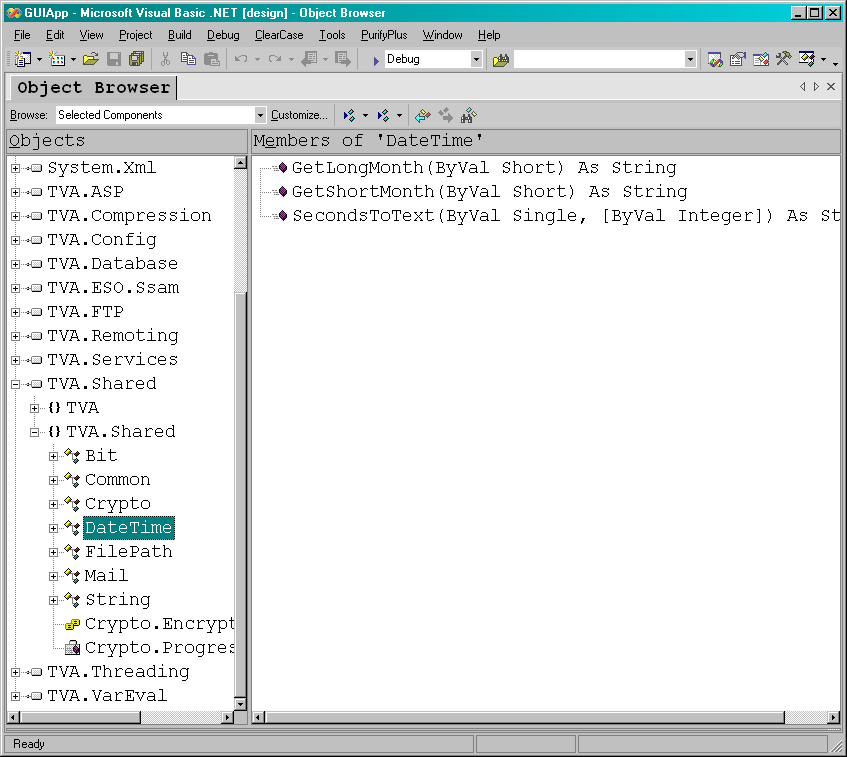 GUIApp - Microsoft Visual Basic .NET [design] - Object Browser
File Edit View Project Build Debug ClearCase Tools PurifyPlus Window Help
Debug
Object Browser
Browse: Selected Components Customize...
Objects
System.Xml
TVA.ASP
TVA.Compression
TVA.Config
TVA.Database
TVA.ESO.Ssam
TVA.FTP
TVA.Remoting
TVA.Services
TVA.Shared
{} TVA
{} TVA.Shared
Bit
Common
Crypto
DateTime
FilePath
Mail
String
Crypto.Encrypt
Crypto.Progres
TVA.Threading
TVA.VarEval
Members of 'DateTime'
GetLongMonth(ByVal Short) As String
GetShortMonth(ByVal Short) As String
SecondsToText(ByVal Single, [ByVal Integer]) As St
Ready